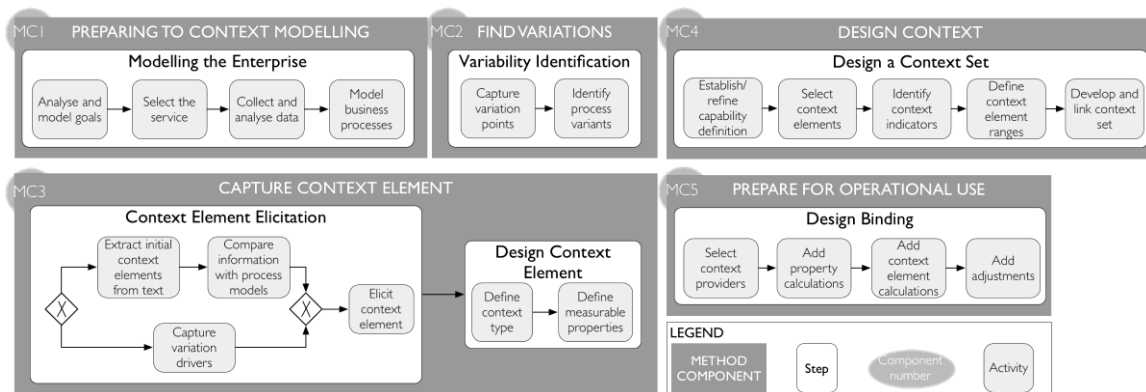 MC1 PREPARING TO CONTEXT MODELLING
Modelling the Enterprise
Analyse and
model goals
Select the
service
Collect and
analyse data
Model
business
processes
MC2 FIND VARIATIONS
Variability Identification
Capture
variation
points
Identify
process
variants
MC4 DESIGN CONTEXT
Design a Context Set
Establish/
refine
capability
definition
Select
context
elements
Identify
context
indicators
Define
context
element
ranges
Develop and
link context
set
MC3 CAPTURE CONTEXT ELEMENT
Context Element Elicitation
X
Extract initial
context
elements
from text
Compare
information
with process
models
Capture
variation
drivers
X
Elicit
context
element
Design Context
Element
Define
context
type
Define
measurable
properties
MC5 PREPARE FOR OPERATIONAL USE
Design Binding
Select
context
providers
Add
property
calculations
Add
context
element
calculations
Add
adjustments
LEGEND
METHOD
COMPONENT
Step
Component
number
Activity